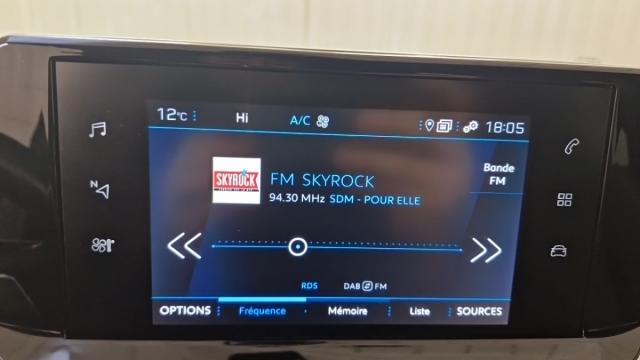 12°C Hi A/C 18:05
Bande
FM
SKYROCK
FM SKYROCK
94.30 MHz SDM - POUR ELLE
N
RDS DAB FM
OPTIONS Fréquence Mémoire Liste SOURCES